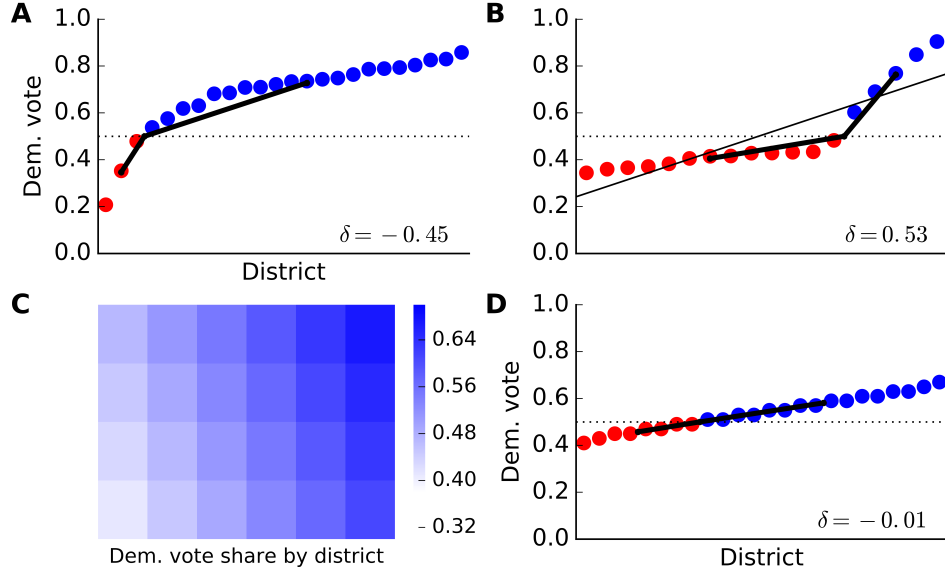 A
1.0
0.8
0.6
0.4
0.2
0.0
Dem. vote
δ = − 0.45
District
B
1.0
0.8
0.6
0.4
0.2
0.0
δ = 0.53
C
0.64
0.56
0.48
0.40
0.32
Dem. vote share by district
D
1.0
0.8
0.6
0.4
0.2
0.0
Dem. vote
δ = − 0.01
District